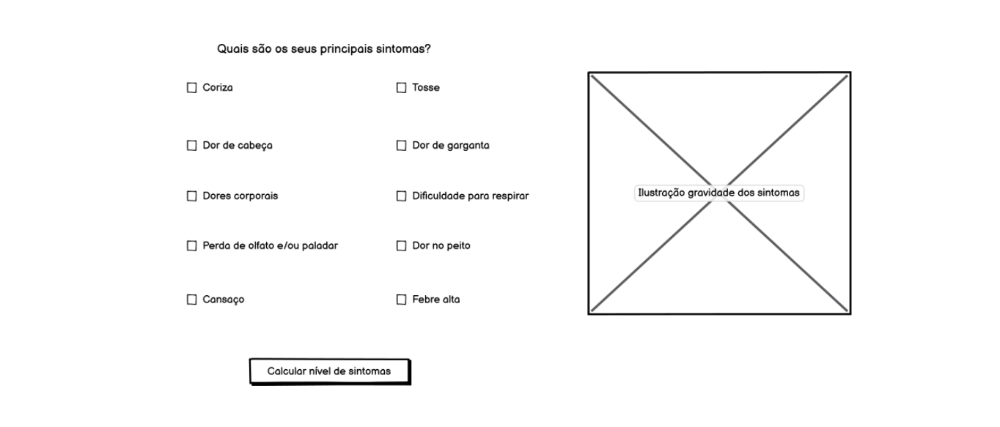 Quais são os seus principais sintomas?
Coriza
Tosse
Dor de cabeça
Dor de garganta
Dores corporais
Dificuldade para respirar
Perda de olfato e/ou paladar
Dor no peito
Cansaço
Febre alta
Calcular nível de sintomas
Ilustração gravidade dos sintomas